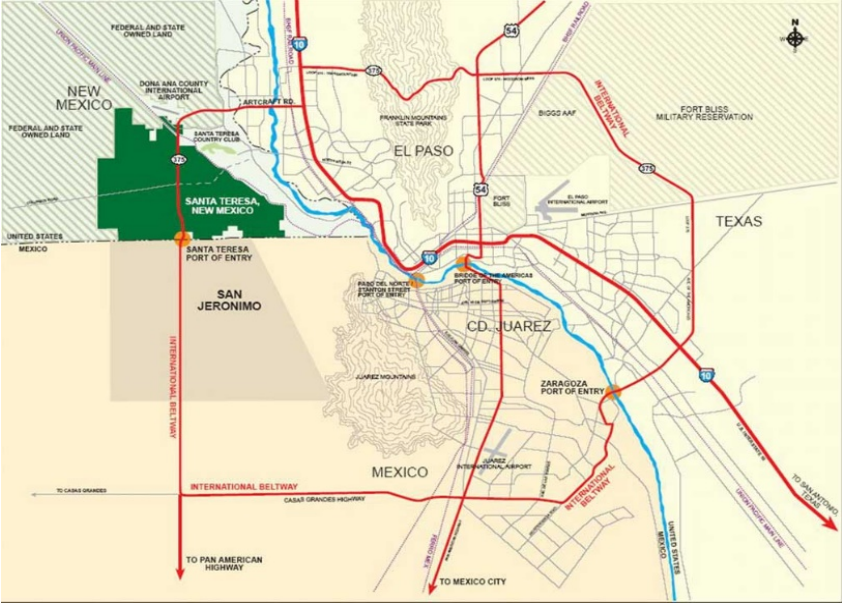 FEDERAL AND STATE
OWNED LAND
UNION PACIFIC MAIN LINE
NEW
MEXICO
DONA ANA COUNTY
INTERNATIONAL
AIRPORT
ARTCRAFT RD.
FEDERAL AND STATE
OWNED LAND
SANTA TERESA
COUNTRY CLUB
375
SANTA TERESA,
NEW MEXICO
UNITED STATES
MEXICO
SANTA TERESA
PORT OF ENTRY
SAN
JERONIMO
INTERNATIONAL BELTWAY
INTERNATIONAL BELTWAY
TO CASAS GRANDES
CASAS GRANDES HIGHWAY
TO PAN AMERICAN
HIGHWAY
10
375
54
N
W
FRANKLIN MOUNTAINS
STATE PARK
EL PASO
INTERNATIONAL
BELTWAY
BIGGS AAF
FORT BLISS
MILITARY RESERVATION
375
54
FORT
BLISS
EL PASO
INTERNATIONAL AIRPORT
TEXAS
10
PASO DEL NORTE
STANTON STREET
PORT OF ENTRY
BRIDGE OF THE AMERICAS
PORT OF ENTRY
CD. JUAREZ
JUAREZ MOUNTAINS
ZARAGOZA
PORT OF ENTRY
10
MEXICO
JUAREZ
INTERNATIONAL AIRPORT
INTERNATIONAL
BELTWAY
TO SAN ANTONIO,
TEXAS
UNION PACIFIC MAIN LINE
UNITED STATES
MEXICO
FERRO MEX
TO MEXICO CITY